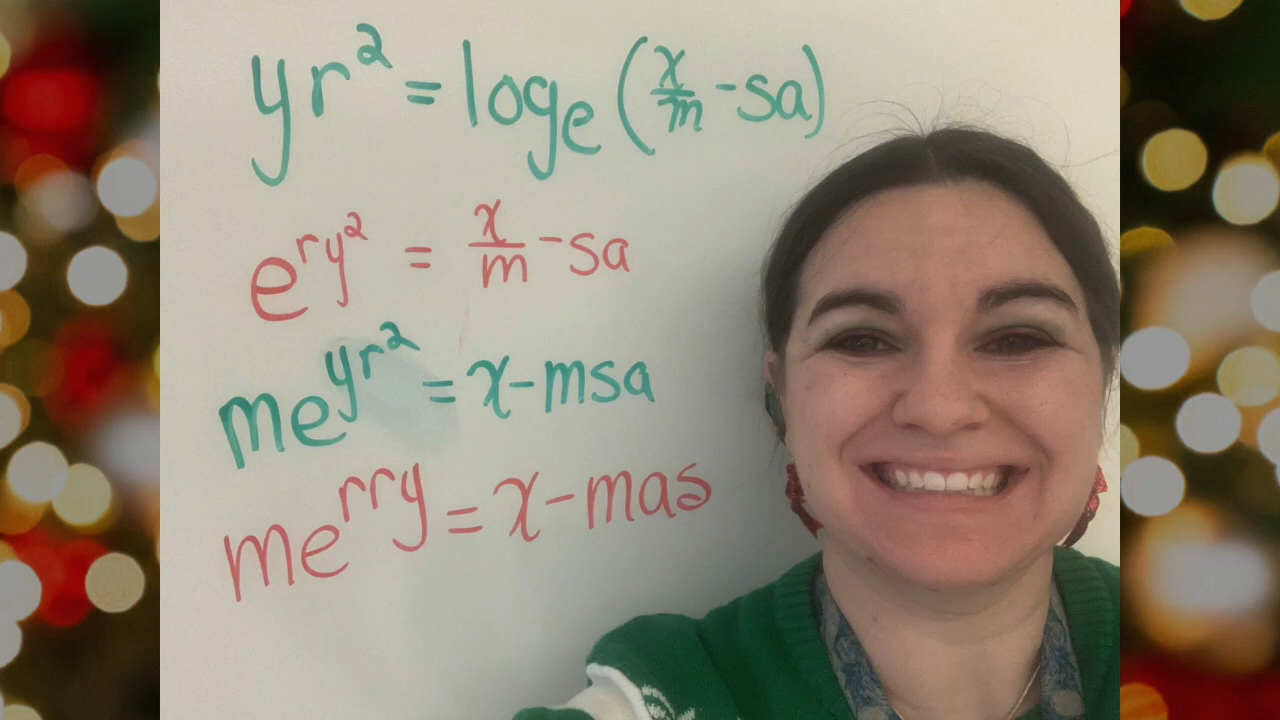 yr² = logₑ (x/m - sa)
e^ry² = x/m - sa
me^yr² = x - msa
me^rry = x - mas